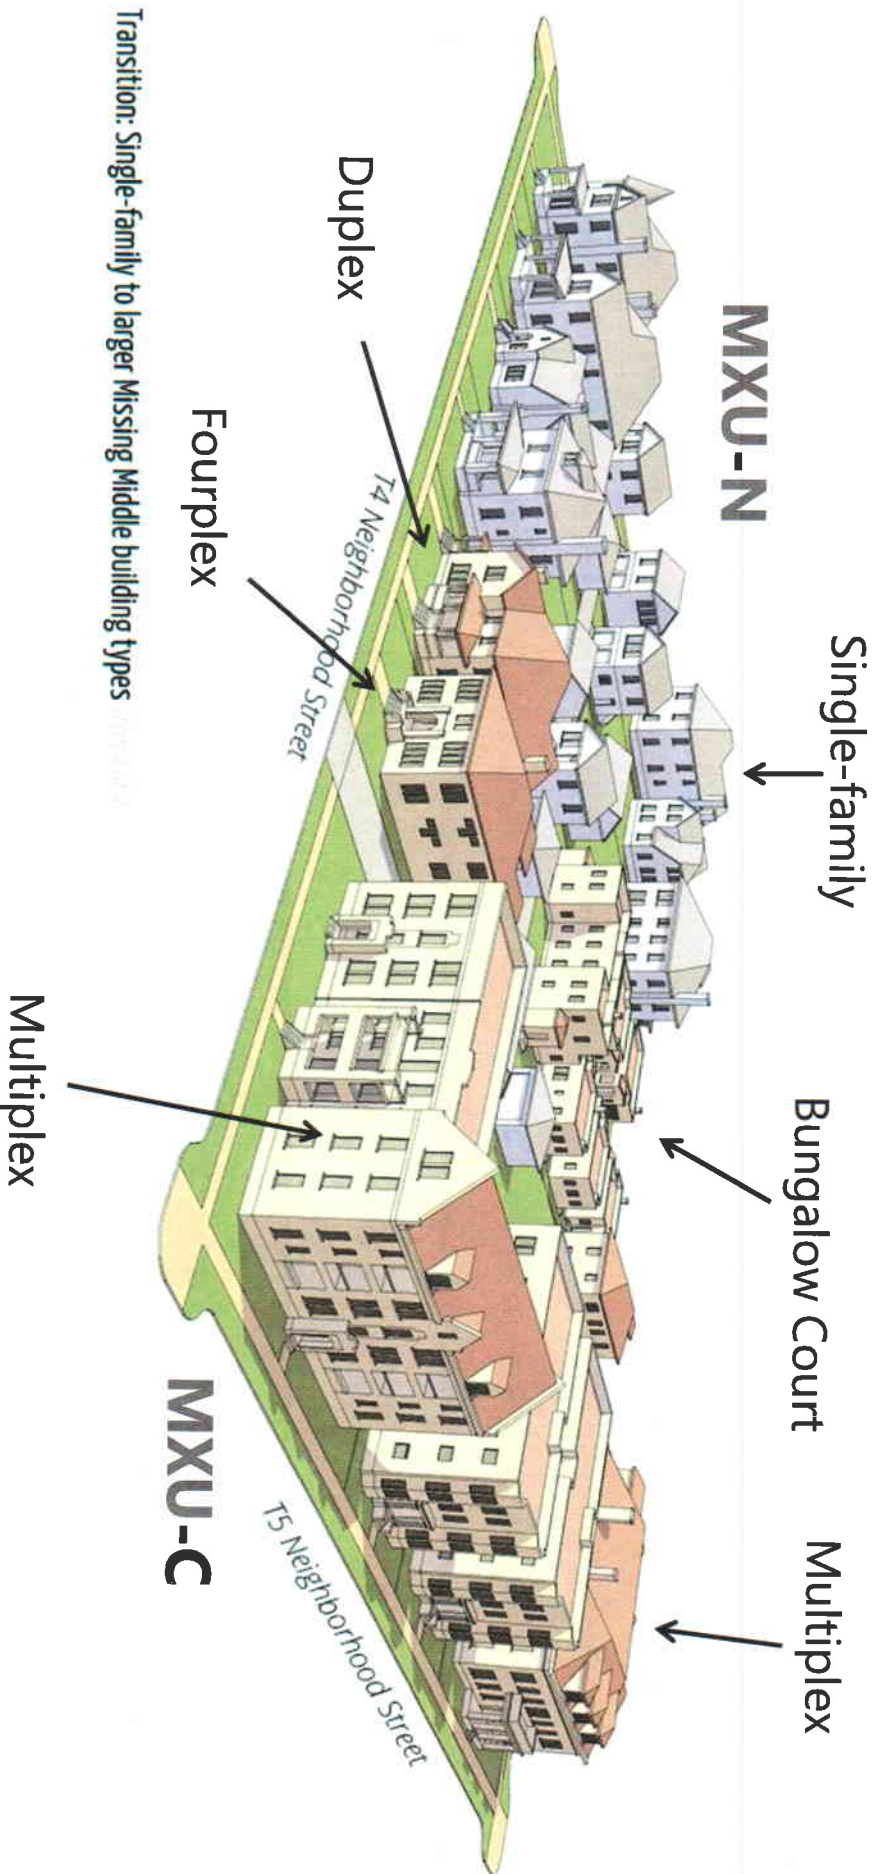 Single-family
Bungalow Court
Multiplex
MXU-N
Duplex
T4 Neighborhood Street
Fourplex
MXU-C
T5 Neighborhood Street
Multiplex
Transition: Single-family to larger Missing Middle building types